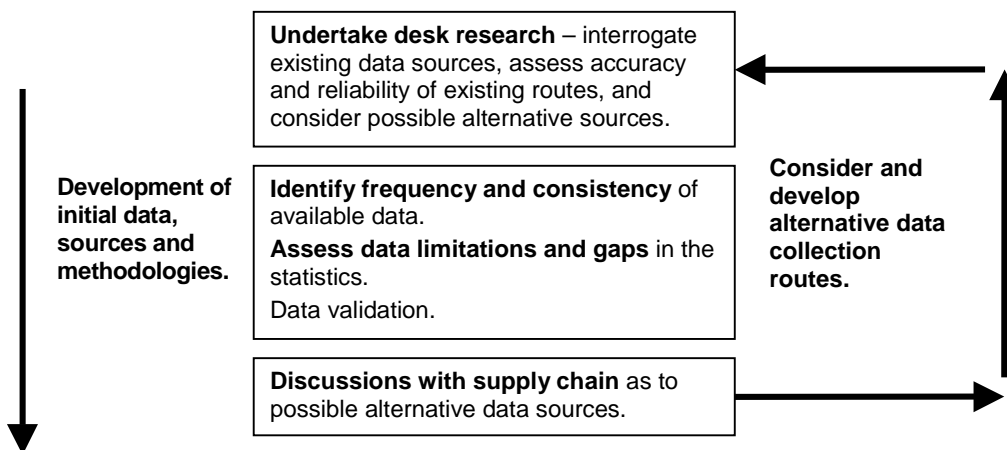 Undertake desk research – interrogate
existing data sources, assess accuracy
and reliability of existing routes, and
consider possible alternative sources.
Development of
initial data,
sources and
methodologies.
Identify frequency and consistency of
available data.
Assess data limitations and gaps in the
statistics.
Data validation.
Consider and
develop
alternative data
collection
routes.
Discussions with supply chain as to
possible alternative data sources.